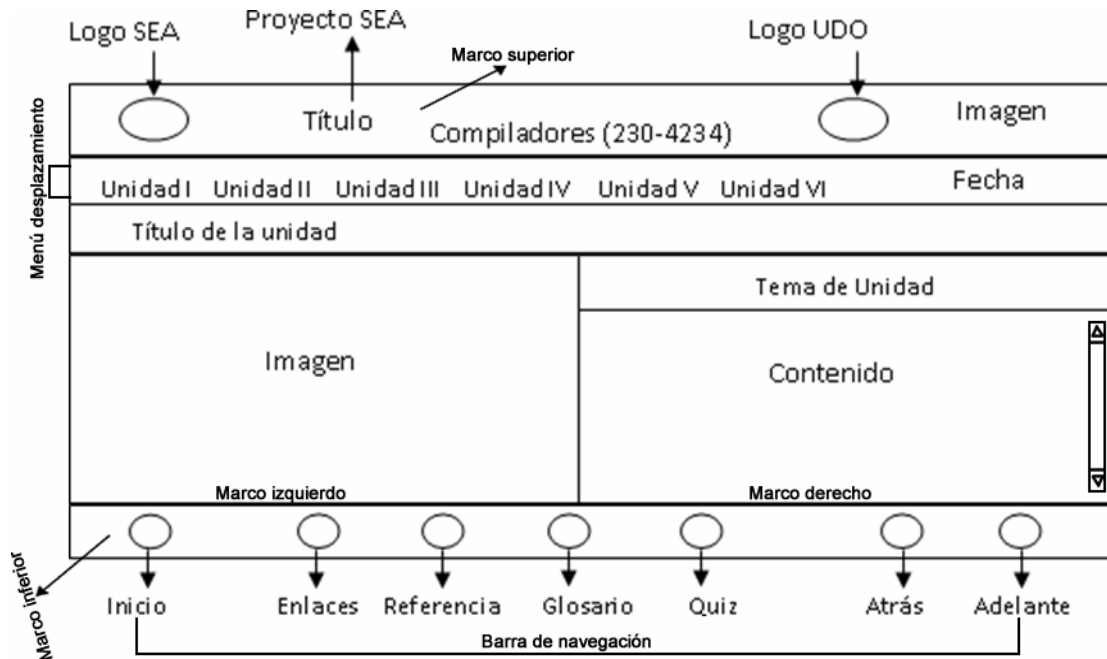 Logo SEA
Proyecto SEA
Logo UDO
Marco superior
Título
Imagen
Compiladores (230-4234)
Menú desplazamiento
Unidad I Unidad II Unidad III Unidad IV Unidad V Unidad VI
Fecha
Título de la unidad
Tema de Unidad
Imagen
Contenido
Marco izquierdo
Marco derecho
Marco inferior
Inicio Enlaces Referencia Glosario Quiz Atrás Adelante
Barra de navegación